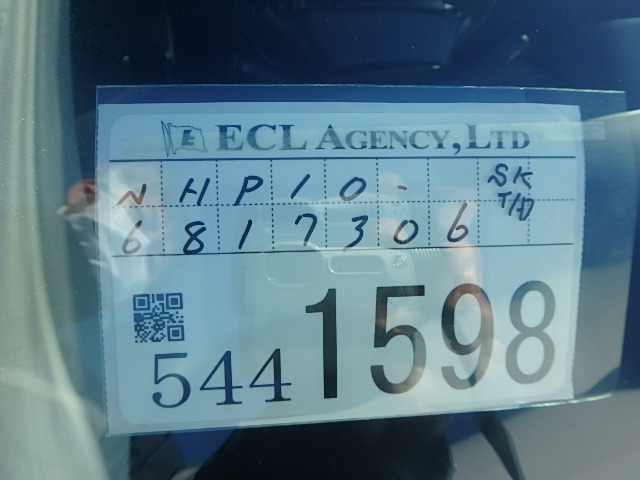 E ECL AGENCY, LTD
NHP10- SK
T/D
6817306
5441598